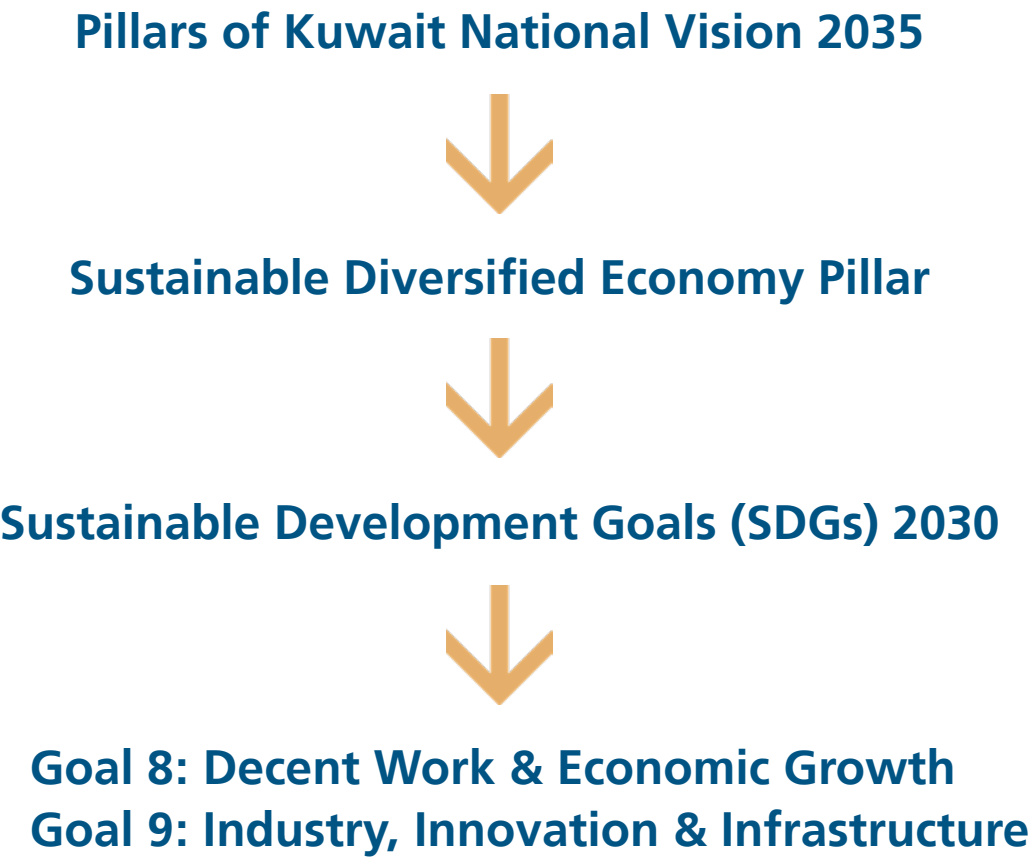 Pillars of Kuwait National Vision 2035
Sustainable Diversified Economy Pillar
Sustainable Development Goals (SDGs) 2030
Goal 8: Decent Work & Economic Growth
Goal 9: Industry, Innovation & Infrastructure